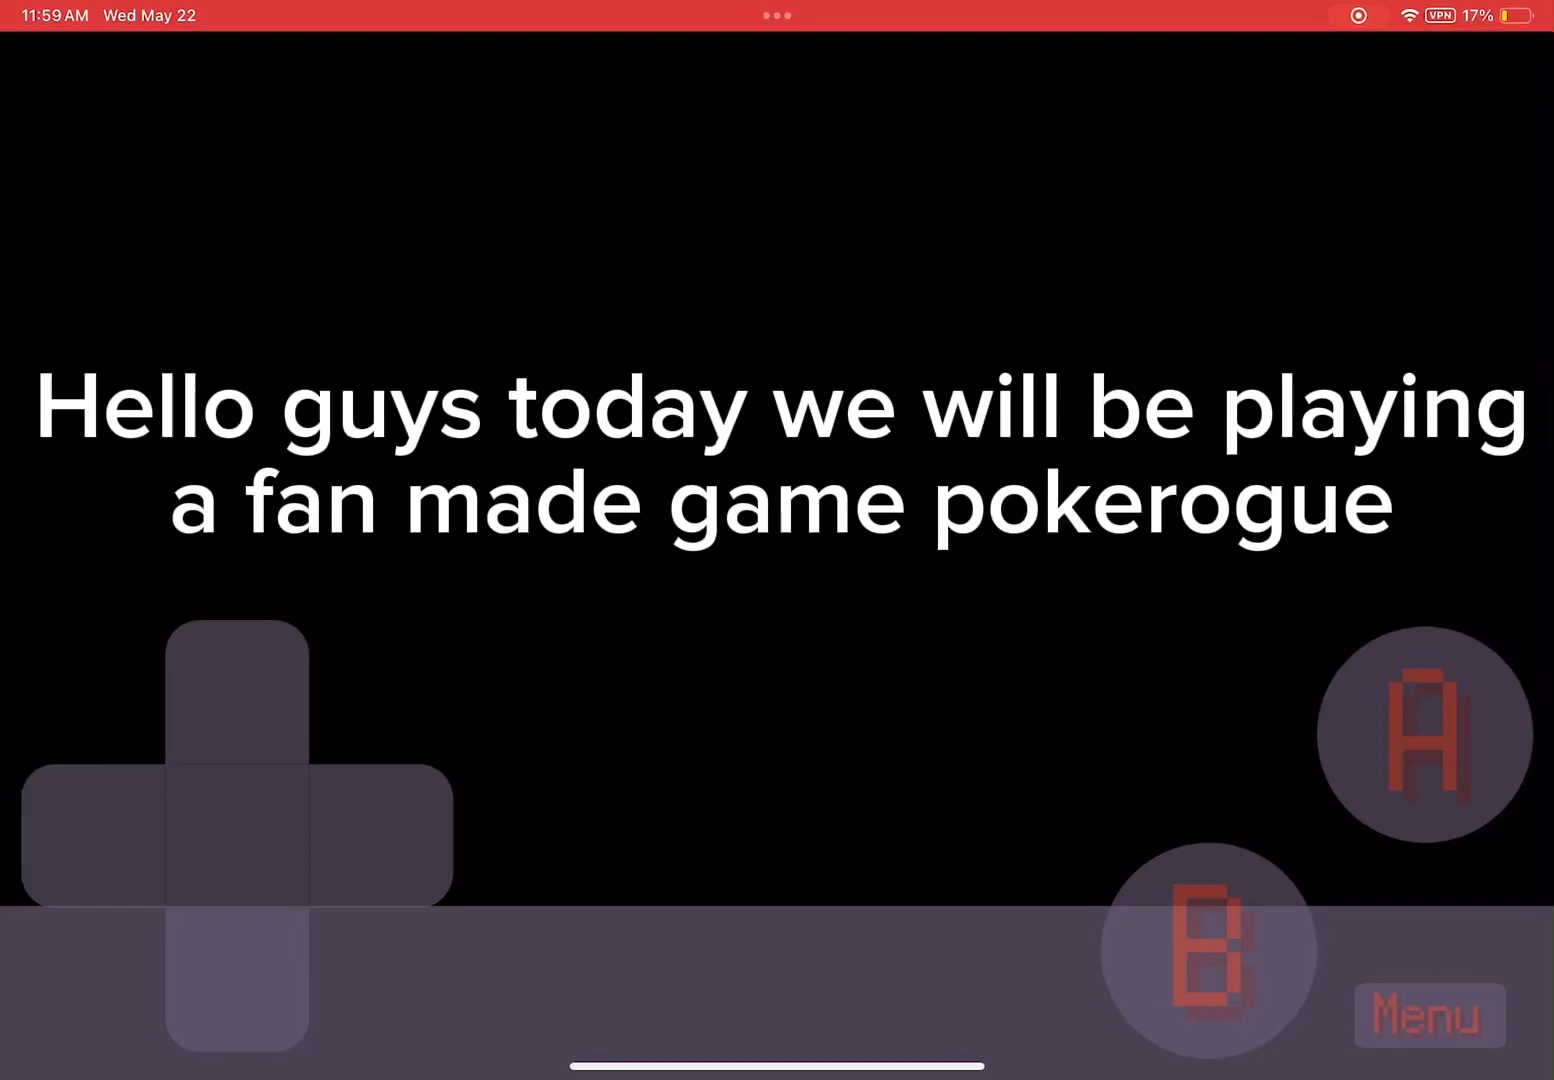 11:59 AM Wed May 22
VPN 17%
Hello guys today we will be playing
a fan made game pokerogue
A
B
Menu